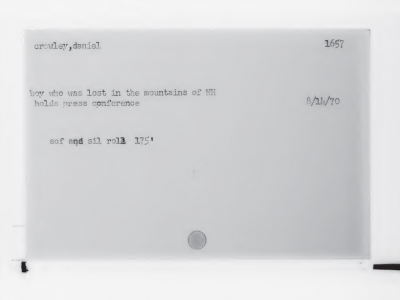 crowley,daniel 1657
boy who was lost in the mountains of NH
holds press conference 8/14/70
sof and sil roll 175'